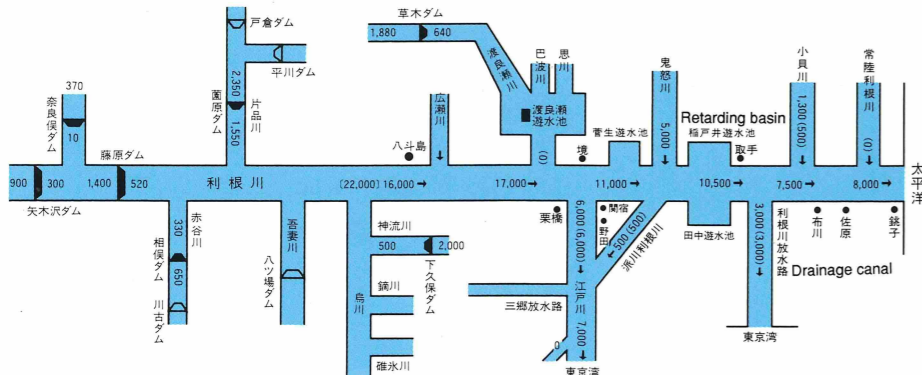 草木ダム
1,880
640
戸倉ダム
平川ダム
2,350
薗原ダム
片品川
1,550
370
奈良俣ダム
10
藤原ダム
900
300
1,400
520
矢木沢ダム
利根川
八斗島
広瀬川
渡良瀬川
巴波川
思川
渡良瀬遊水池
(0)
境
菅生遊水池
鬼怒川
5,000
Retarding basin
稲戸井遊水池
取手
小貝川
1,300 (500)
常陸利根川
(0)
太平洋
(22,000) 16,000
17,000
11,000
10,500
7,500
8,000
栗橋
関宿
野田
6,000 (6,000)
500 (500)
派川利根川
田中遊水池
3,000 (3,000)
利根川放水路
布川
佐原
銚子
Drainage canal
赤谷川
330
相俣ダム
650
川古ダム
吾妻川
八ツ場ダム
神流川
500
2,000
下久保ダム
鏑川
烏川
碓氷川
三郷放水路
江戸川
7,000
0
東京湾
東京湾